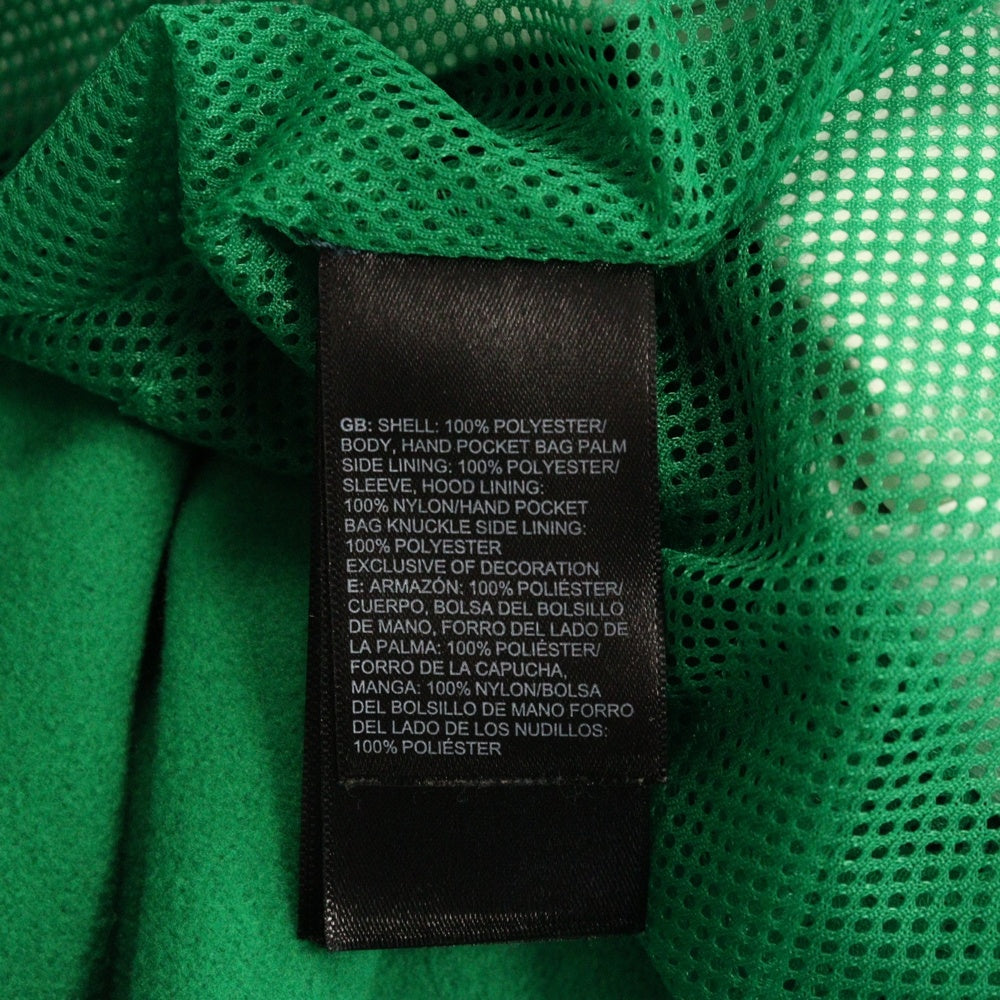 GB: SHELL: 100% POLYESTER/
BODY, HAND POCKET BAG PALM
SIDE LINING: 100% POLYESTER/
SLEEVE, HOOD LINING:
100% NYLON/HAND POCKET
BAG KNUCKLE SIDE LINING:
100% POLYESTER
EXCLUSIVE OF DECORATION
E: ARMAZÓN: 100% POLIÉSTER/
CUERPO, BOLSA DEL BOLSILLO
DE MANO, FORRO DEL LADO DE
LA PALMA: 100% POLIÉSTER/
FORRO DE LA CAPUCHA,
MANGA: 100% NYLON/BOLSA
DEL BOLSILLO DE MANO FORRO
DEL LADO DE LOS NUDILLOS:
100% POLIÉSTER